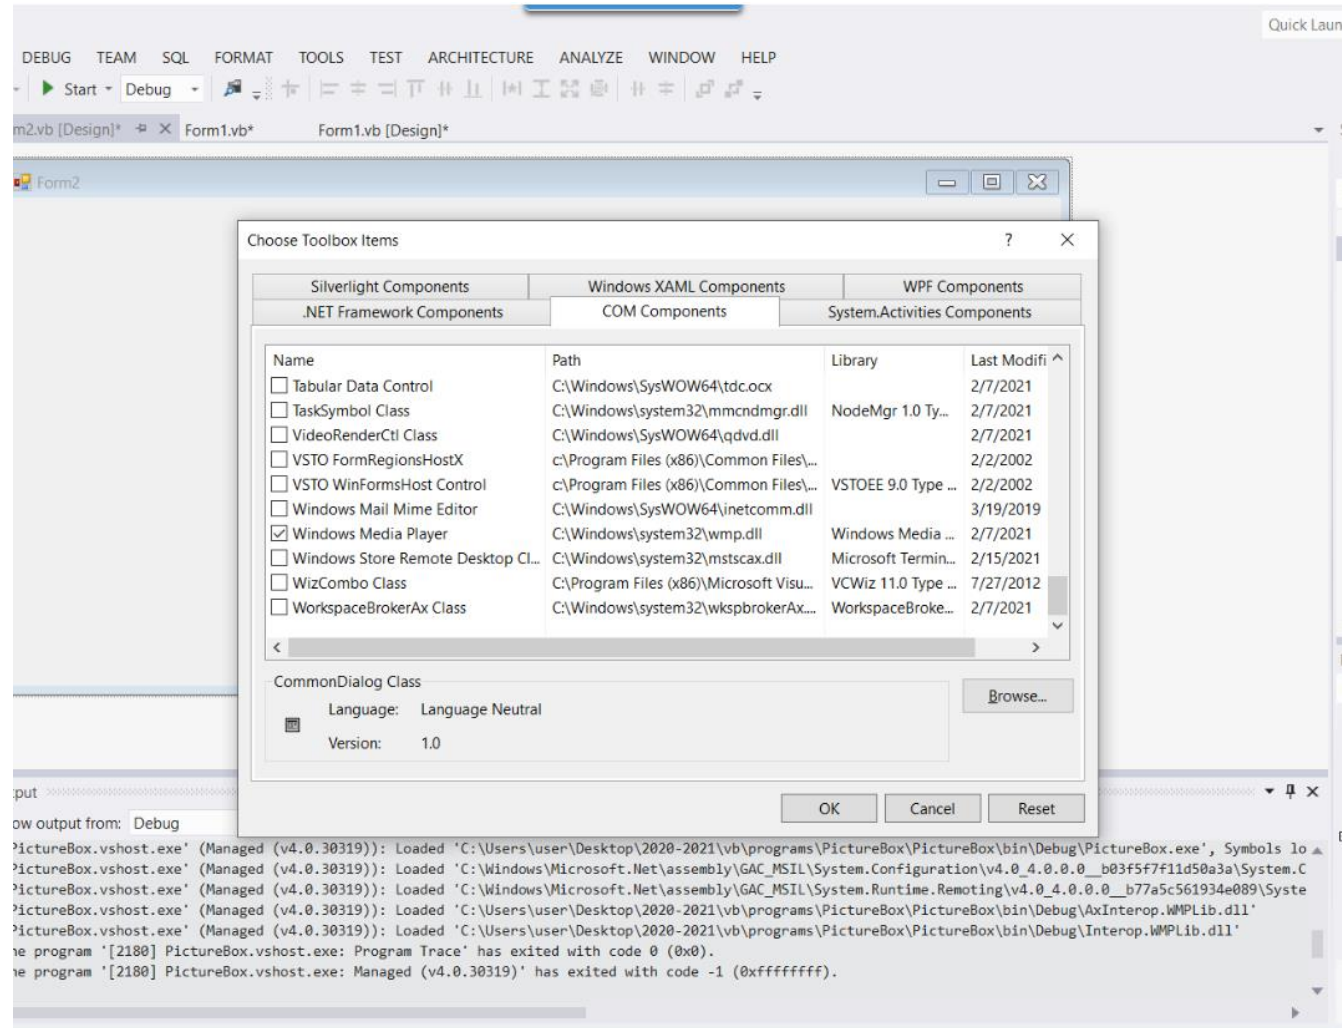 Quick Laun
DEBUG TEAM SQL FORMAT TOOLS TEST ARCHITECTURE ANALYZE WINDOW HELP
Start Debug
m2.vb [Design]* Form1.vb* Form1.vb [Design]*
Form2
Choose Toolbox Items ?
Silverlight Components Windows XAML Components WPF Components
.NET Framework Components COM Components System.Activities Components
Name Path Library Last Modifi
Tabular Data Control C:\Windows\SysWOW64\tdc.ocx 2/7/2021
TaskSymbol Class C:\Windows\system32\mmcndmgr.dll NodeMgr 1.0 Ty... 2/7/2021
VideoRenderCtl Class C:\Windows\SysWOW64\qdvd.dll 2/7/2021
VSTO FormRegionsHostX c:\Program Files (x86)\Common Files\... 2/2/2002
VSTO WinFormsHost Control c:\Program Files (x86)\Common Files\... VSTOEE 9.0 Type ... 2/2/2002
Windows Mail Mime Editor C:\Windows\SysWOW64\inetcomm.dll 3/19/2019
Windows Media Player C:\Windows\system32\wmp.dll Windows Media ... 2/7/2021
Windows Store Remote Desktop Cl... C:\Windows\system32\mstscax.dll Microsoft Termin... 2/15/2021
WizCombo Class C:\Program Files (x86)\Microsoft Visu... VCWiz 11.0 Type ... 7/27/2012
WorkspaceBrokerAx Class C:\Windows\system32\wkspbrokerAx.... WorkspaceBroke... 2/7/2021
CommonDialog Class
Language: Language Neutral
Version: 1.0
Browse...
OK Cancel Reset
put
ow output from: Debug
PictureBox.vshost.exe' (Managed (v4.0.30319)): Loaded 'C:\Users\user\Desktop\2020-2021\vb\programs\PictureBox\PictureBox\bin\Debug\PictureBox.exe', Symbols lo
PictureBox.vshost.exe' (Managed (v4.0.30319)): Loaded 'C:\Windows\Microsoft.Net\assembly\GAC_MSIL\System.Configuration\v4.0_4.0.0.0__b03f5f7f11d50a3a\System.C
PictureBox.vshost.exe' (Managed (v4.0.30319)): Loaded 'C:\Windows\Microsoft.Net\assembly\GAC_MSIL\System.Runtime.Remoting\v4.0_4.0.0.0__b77a5c561934e089\Syste
PictureBox.vshost.exe' (Managed (v4.0.30319)): Loaded 'C:\Users\user\Desktop\2020-2021\vb\programs\PictureBox\PictureBox\bin\Debug\AxInterop.WMPLib.dll'
PictureBox.vshost.exe' (Managed (v4.0.30319)): Loaded 'C:\Users\user\Desktop\2020-2021\vb\programs\PictureBox\PictureBox\bin\Debug\Interop.WMPLib.dll'
he program '[2180] PictureBox.vshost.exe: Program Trace' has exited with code 0 (0x0).
he program '[2180] PictureBox.vshost.exe: Managed (v4.0.30319)' has exited with code -1 (0xffffffff).